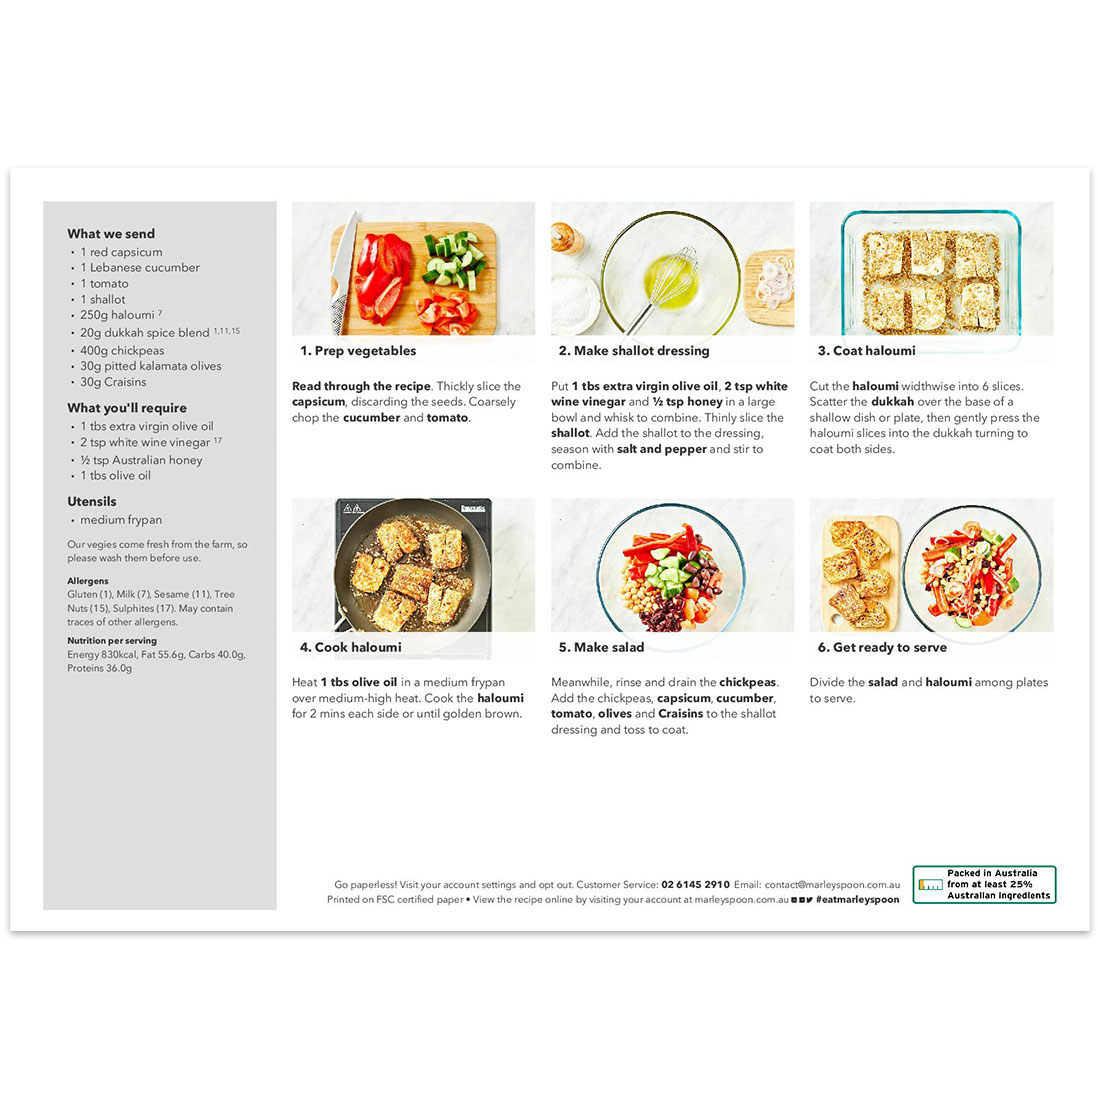 What we send
• 1 red capsicum
• 1 Lebanese cucumber
• 1 tomato
• 1 shallot
• 250g haloumi 7
• 20g dukkah spice blend 1,11,15
• 400g chickpeas
• 30g pitted kalamata olives
• 30g Craisins
What you'll require
• 1 tbs extra virgin olive oil
• 2 tsp white wine vinegar 17
• ½ tsp Australian honey
• 1 tbs olive oil
Utensils
• medium frypan
Our vegies come fresh from the farm, so
please wash them before use.
Allergens
Gluten (1), Milk (7), Sesame (11), Tree
Nuts (15), Sulphites (17). May contain
traces of other allergens.
Nutrition per serving
Energy 830kcal, Fat 55.6g, Carbs 40.0g,
Proteins 36.0g
1. Prep vegetables
Read through the recipe. Thickly slice the
capsicum, discarding the seeds. Coarsely
chop the cucumber and tomato.
2. Make shallot dressing
Put 1 tbs extra virgin olive oil, 2 tsp white
wine vinegar and ½ tsp honey in a large
bowl and whisk to combine. Thinly slice the
shallot. Add the shallot to the dressing,
season with salt and pepper and stir to
combine.
3. Coat haloumi
Cut the haloumi widthwise into 6 slices.
Scatter the dukkah over the base of a
shallow dish or plate, then gently press the
haloumi slices into the dukkah turning to
coat both sides.
4. Cook haloumi
Heat 1 tbs olive oil in a medium frypan
over medium-high heat. Cook the haloumi
for 2 mins each side or until golden brown.
5. Make salad
Meanwhile, rinse and drain the chickpeas.
Add the chickpeas, capsicum, cucumber,
tomato, olives and Craisins to the shallot
dressing and toss to coat.
6. Get ready to serve
Divide the salad and haloumi among plates
to serve.
Go paperless! Visit your account settings and opt out. Customer Service: 02 6145 2910 Email: contact@marleyspoon.com.au
Printed on FSC certified paper • View the recipe online by visiting your account at marleyspoon.com.au #eatmarleyspoon
Packed in Australia
from at least 25%
Australian ingredients